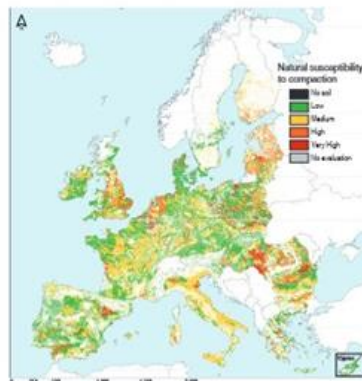 Natural susceptibility
to compaction
No soil
Low
Medium
High
Very High
No evaluation